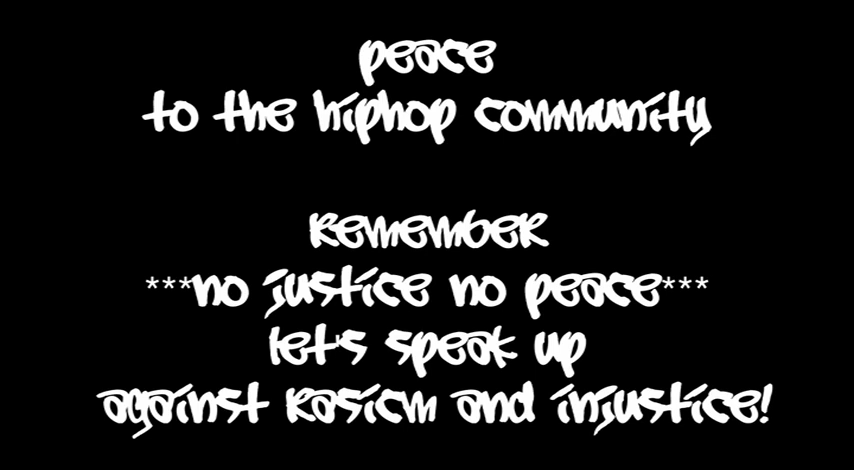 peace
to the hiphop community
Remember
***no justice no peace***
let's speak up
against Rasicm and injustice!